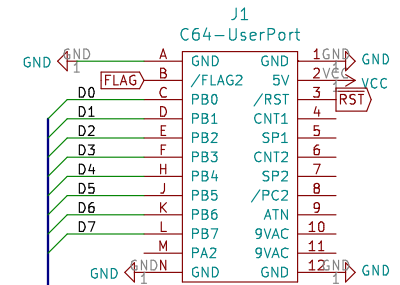 J1
C64-UserPort
GND GND A GND GND 1 GND GND
1 1
FLAG B /FLAG2 5V 2 VCC VCC
1
D0 C PB0 /RST 3 RST
D1 D PB1 CNT1 4
D2 E PB2 SP1 5
D3 F PB3 CNT2 6
D4 H PB4 SP2 7
D5 J PB5 /PC2 8
D6 K PB6 ATN 9
D7 L PB7 9VAC 10
M PA2 9VAC 11
GND GND N GND GND 12 GND GND
1 1